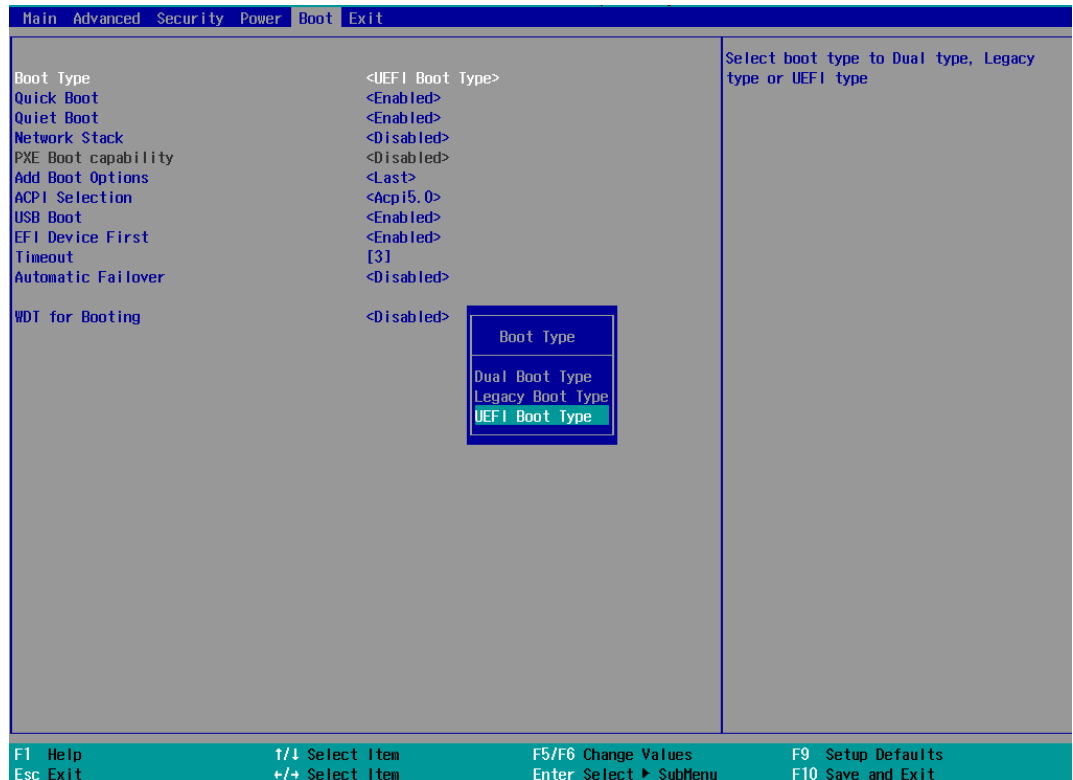 Main Advanced Security Power Boot Exit
Boot Type <UEFI Boot Type>
Quick Boot <Enabled>
Quiet Boot <Enabled>
Network Stack <Disabled>
PXE Boot capability <Disabled>
Add Boot Options <Last>
ACPI Selection <Acpi5.0>
USB Boot <Enabled>
EFI Device First <Enabled>
Timeout [3]
Automatic Failover <Disabled>
WDT for Booting <Disabled>
Boot Type
Dual Boot Type
Legacy Boot Type
UEFI Boot Type
Select boot type to Dual type, Legacy
type or UEFI type
F1 Help ↑/↓ Select Item F5/F6 Change Values F9 Setup Defaults
Esc Exit ←/→ Select Item Enter Select ▶ SubMenu F10 Save and Exit